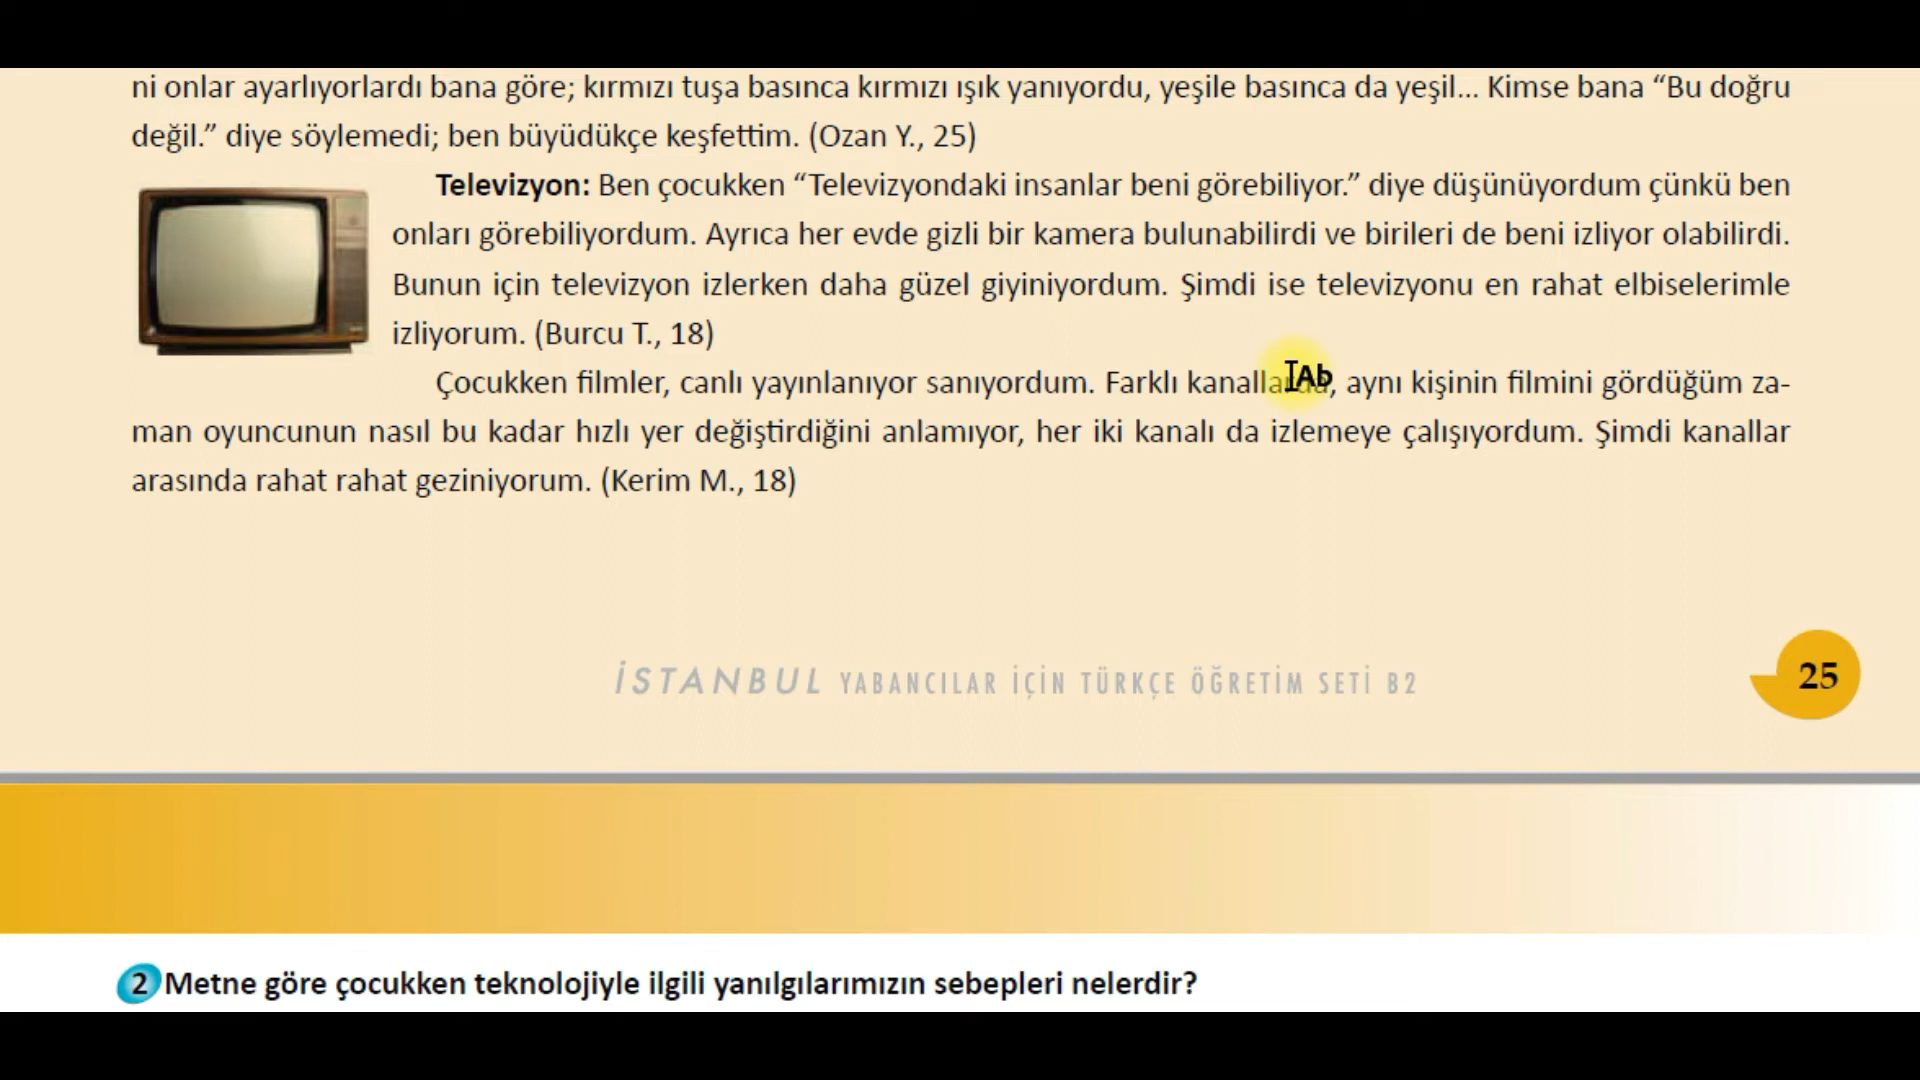 ni onlar ayarlıyorlardı bana göre; kırmızı tuşa basınca kırmızı ışık yanıyordu, yeşile basınca da yeşil... Kimse bana “Bu doğru
değil.” diye söylemedi; ben büyüdükçe keşfettim. (Ozan Y., 25)
Televizyon: Ben çocukken “Televizyondaki insanlar beni görebiliyor.” diye düşünüyordum çünkü ben
onları görebiliyordum. Ayrıca her evde gizli bir kamera bulunabilirdi ve birileri de beni izliyor olabilirdi.
Bunun için televizyon izlerken daha güzel giyiniyordum. Şimdi ise televizyonu en rahat elbiselerimle
izliyorum. (Burcu T., 18)
Çocukken filmler, canlı yayınlanıyor sanıyordum. Farklı kanallarda, aynı kişinin filmini gördüğüm za-
man oyuncunun nasıl bu kadar hızlı yer değiştirdiğini anlamıyor, her iki kanalı da izlemeye çalışıyordum. Şimdi kanallar
arasında rahat rahat geziniyorum. (Kerim M., 18)
İSTANBUL YABANCILAR İÇİN TÜRKÇE ÖĞRETİM SETİ B2
25
2 Metne göre çocukken teknolojiyle ilgili yanılgılarımızın sebepleri nelerdir?
Ab